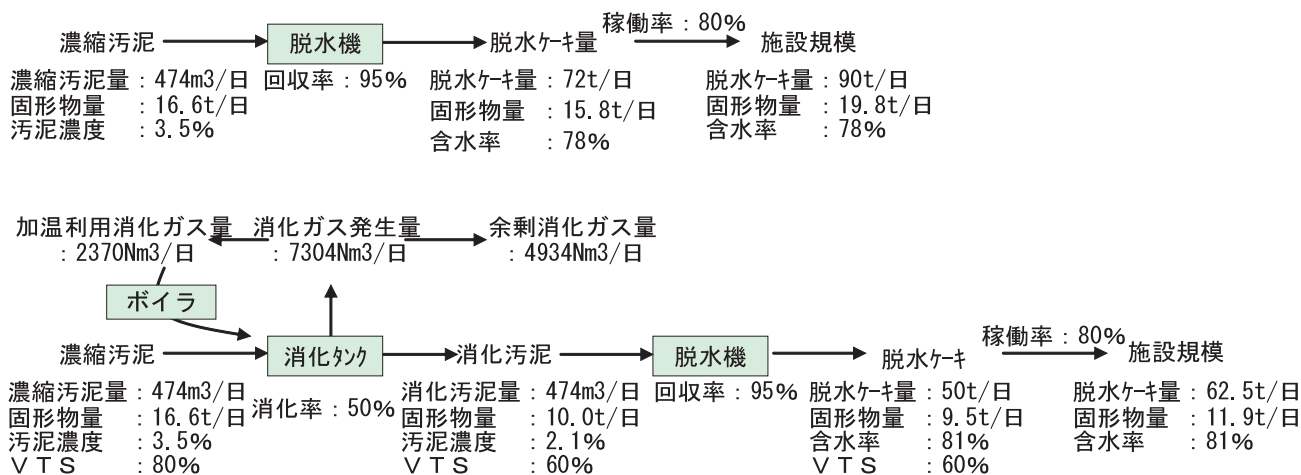 稼働率：80%
濃縮汚泥 脱水機 脱水ｹｰｷ量 施設規模
濃縮汚泥量：474m3/日 回収率：95% 脱水ｹｰｷ量：72t/日 脱水ｹｰｷ量：90t/日
固形物量：16.6t/日 固形物量：15.8t/日 固形物量：19.8t/日
汚泥濃度：3.5% 含水率：78% 含水率：78%
加温利用消化ガス量 消化ガス発生量 余剰消化ガス量
：2370Nm3/日 ：7304Nm3/日 ：4934Nm3/日
ボイラ
稼働率：80%
濃縮汚泥 消化ﾀﾝｸ 消化汚泥 脱水機 脱水ｹｰｷ 施設規模
濃縮汚泥量：474m3/日 消化率：50% 消化汚泥量：474m3/日 回収率：95% 脱水ｹｰｷ量：50t/日 脱水ｹｰｷ量：62.5t/日
固形物量：16.6t/日 固形物量：10.0t/日 固形物量：9.5t/日 固形物量：11.9t/日
汚泥濃度：3.5% 汚泥濃度：2.1% 含水率：81% 含水率：81%
ＶＴＳ：80% ＶＴＳ：60% ＶＴＳ：60%